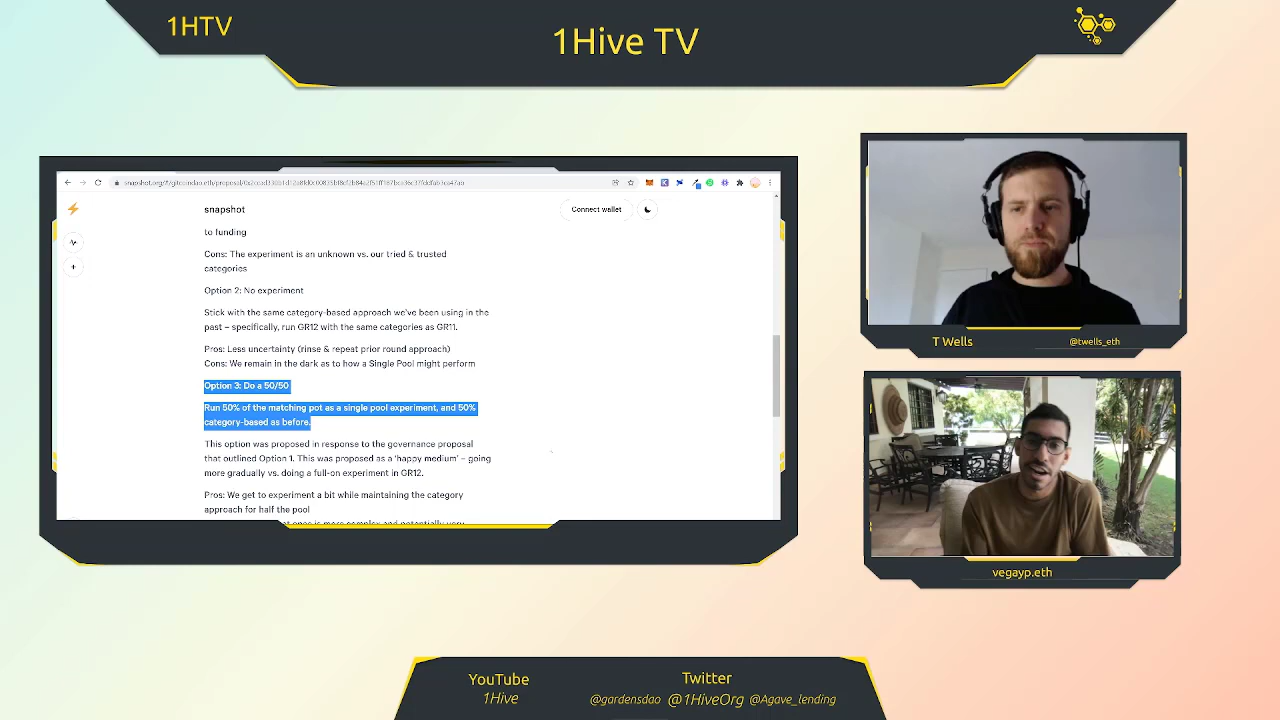 1HTV
1Hive TV
snapshot
Connect wallet
to funding
Cons: The experiment is an unknown vs. our tried & trusted
categories
Option 2: No experiment
Stick with the same category-based approach we've been using in the
past – specifically, run GR12 with the same categories as GR11.
Pros: Less uncertainty (rinse & repeat prior round approach)
Cons: We remain in the dark as to how a Single Pool might perform
Option 3: Do a 50/50
Run 50% of the matching pot as a single pool experiment, and 50%
category-based as before.
This option was proposed in response to the governance proposal
that outlined Option 1. This was proposed as a 'happy medium' – going
more gradually vs. doing a full-on experiment in GR12.
Pros: We get to experiment a bit while maintaining the category
approach for half the pool
T Wells
@twells_eth
vegayp.eth
YouTube
1Hive
Twitter
@gardensdao @1HiveOrg @Agave_lending